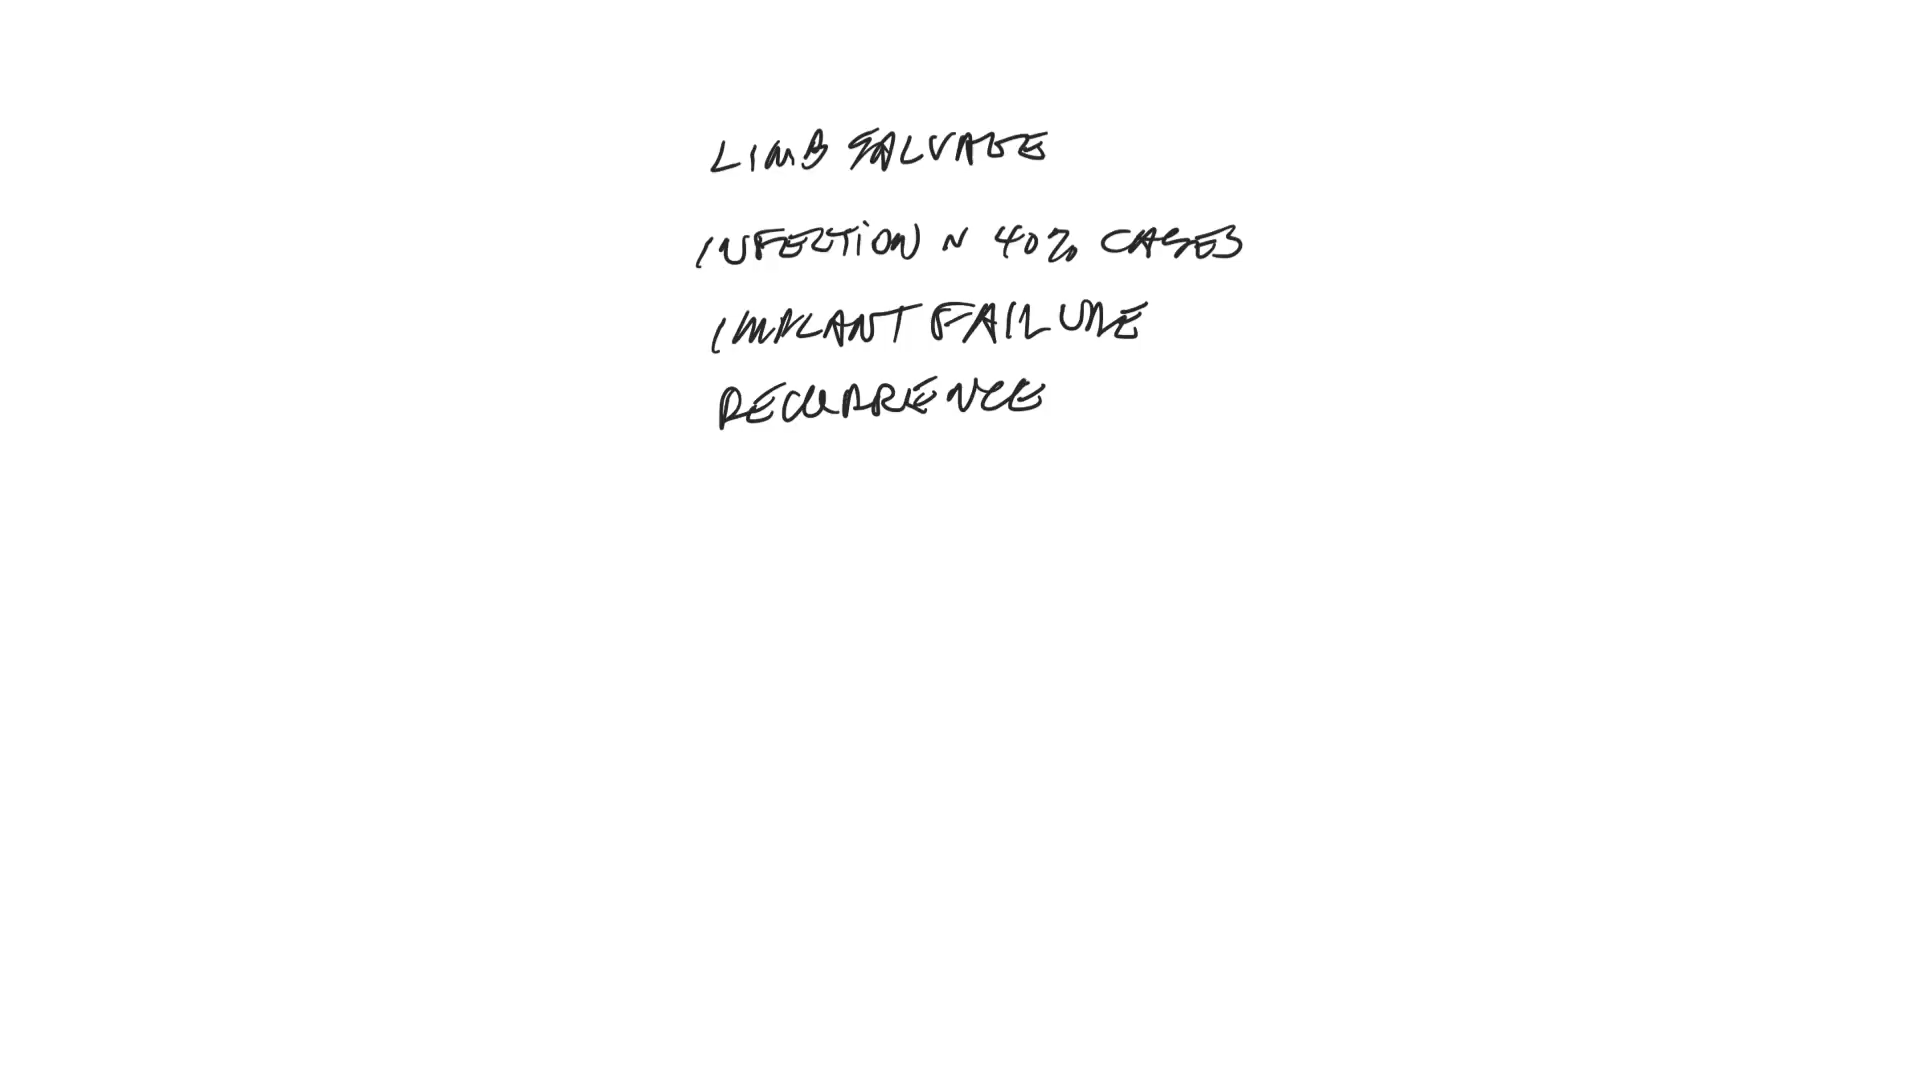 LIMB SALVAGE
INFECTION ~ 40% CASES
IMPLANT FAILURE
RECURRENCE